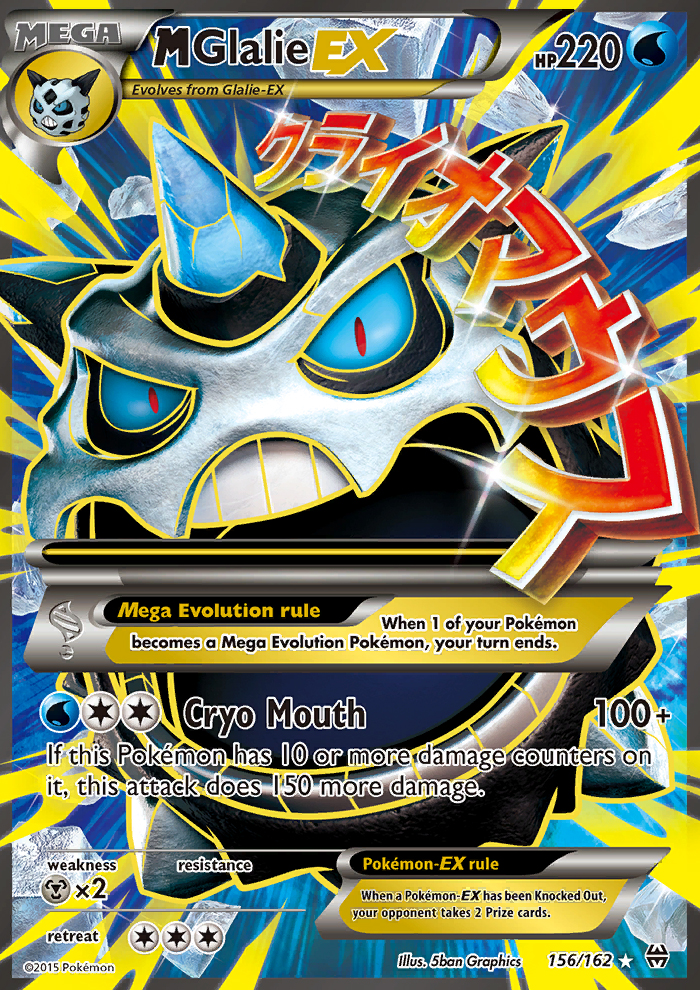 MEGA
MGlalie EX
HP220
Evolves from Glalie-EX
クライオマウス
Mega Evolution rule
When 1 of your Pokémon
becomes a Mega Evolution Pokémon, your turn ends.
Cryo Mouth 100+
If this Pokémon has 10 or more damage counters on
it, this attack does 150 more damage.
weakness resistance
×2
Pokémon-EX rule
When a Pokémon-EX has been Knocked Out,
your opponent takes 2 Prize cards.
retreat
©2015 Pokémon
Illus. 5ban Graphics
156/162